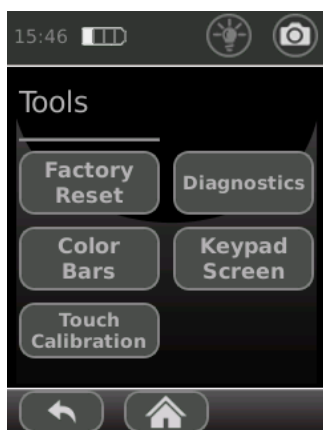 15:46
Tools
Factory
Reset
Diagnostics
Color
Bars
Keypad
Screen
Touch
Calibration